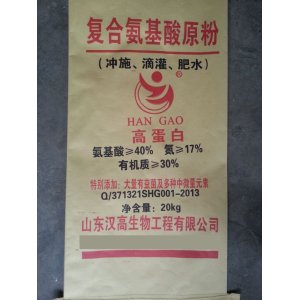 复合氨基酸原粉
(冲施、滴灌、肥水)
®
HAN GAO
高蛋白
氨基酸≥40% 氮≥17%
有机质≥30%
特别添加：大量有益菌及多种中微量元素
Q/371321SHG001-2013
净含量：20kg
山东汉高生物工程有限公司